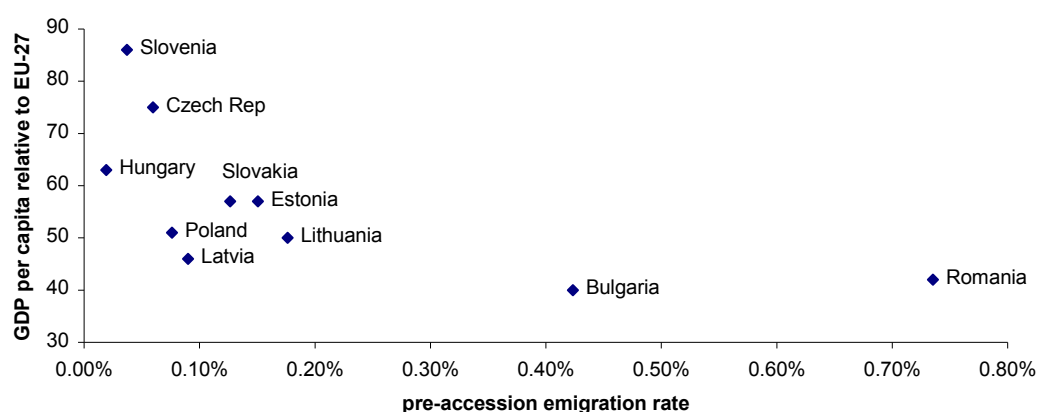 GDP per capita relative to EU-27
90
80
70
60
50
40
30
Slovenia
Czech Rep
Hungary
Slovakia
Estonia
Poland
Lithuania
Latvia
Bulgaria
Romania
0.00% 0.10% 0.20% 0.30% 0.40% 0.50% 0.60% 0.70% 0.80%
pre-accession emigration rate